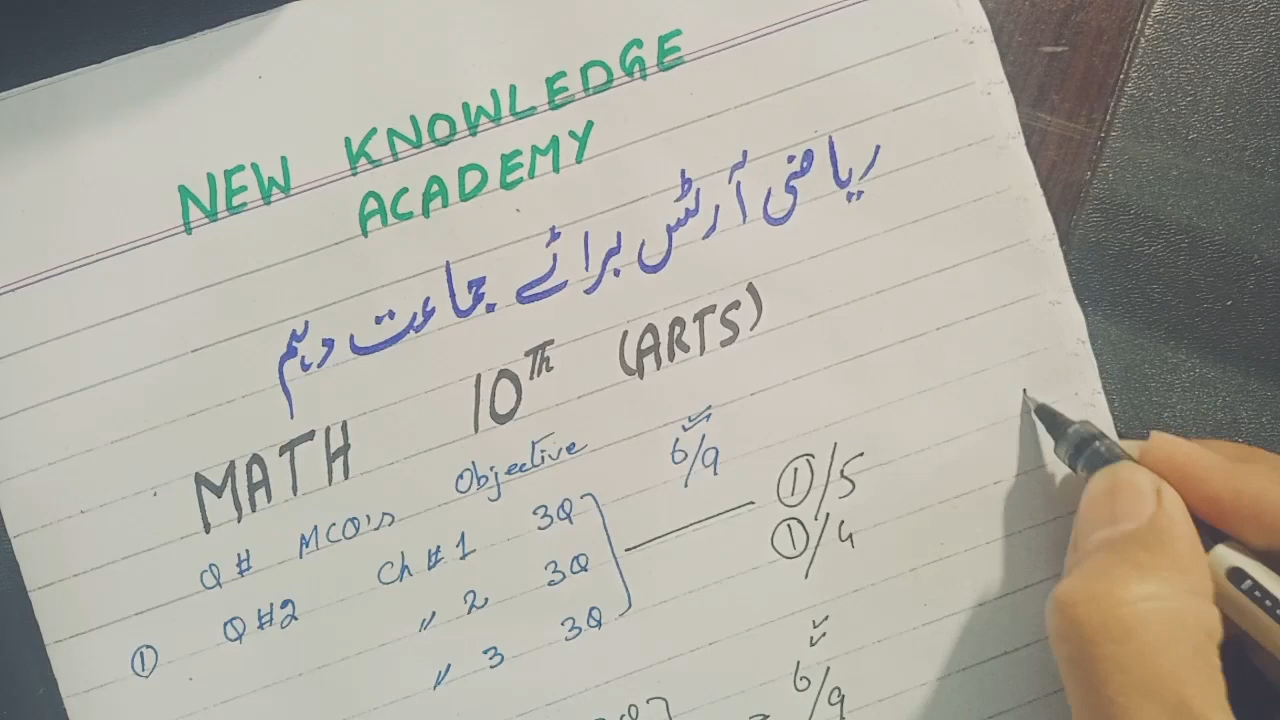 NEW KNOWLEDGE
ACADEMY
ریاضی آرٹس برائے جماعت دہم
MATH 10TH (ARTS)
Q# MCQ's Objective 6/9
① Q#2 Ch#1 3Q ①/5
〃 2 3Q ①/4
〃 3 3Q
6/9